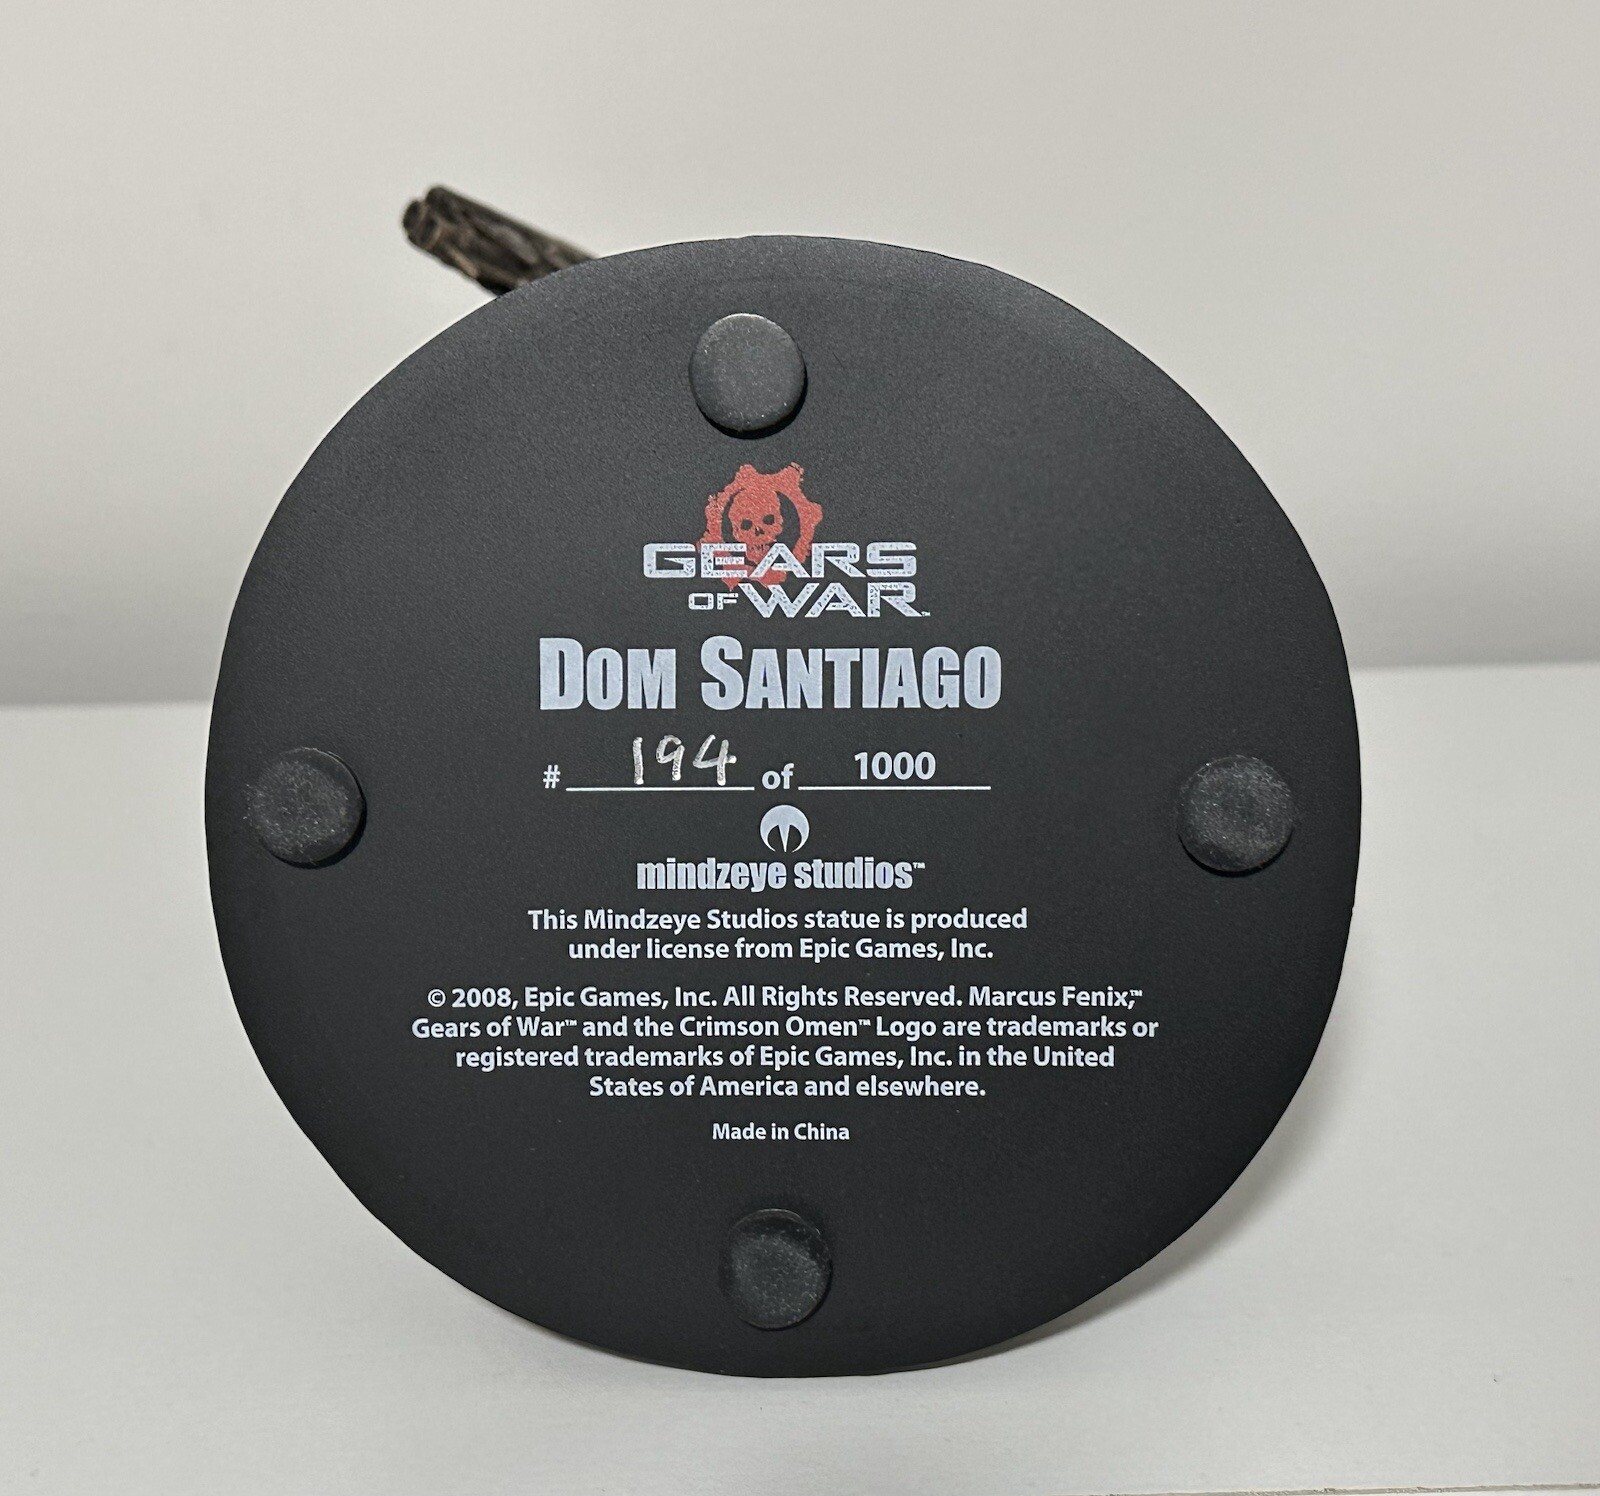 GEARS
OF WAR™
DOM SANTIAGO
# 194 of 1000
mindzeye studios™
This Mindzeye Studios statue is produced
under license from Epic Games, Inc.
© 2008, Epic Games, Inc. All Rights Reserved. Marcus Fenix,™
Gears of War™ and the Crimson Omen™ Logo are trademarks or
registered trademarks of Epic Games, Inc. in the United
States of America and elsewhere.
Made in China